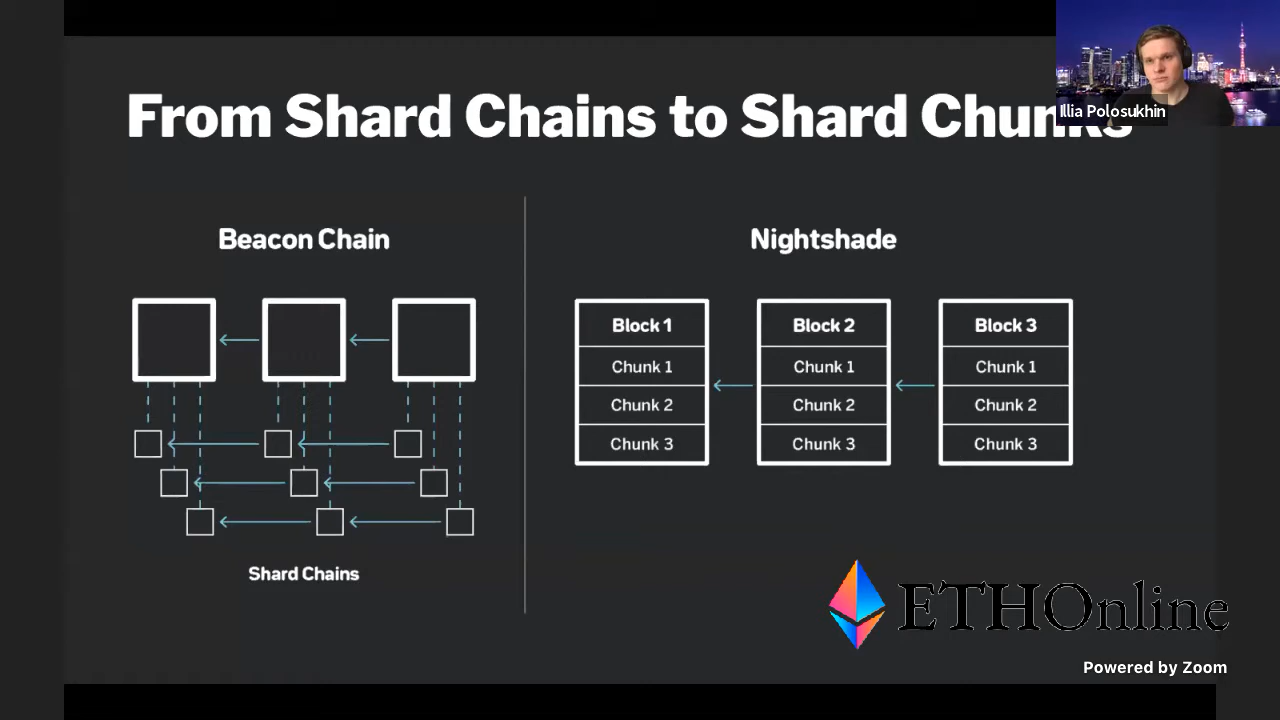 From Shard Chains to Shard Chunks
Illia Polosukhin
Beacon Chain
Shard Chains
Nightshade
Block 1
Chunk 1
Chunk 2
Chunk 3
Block 2
Chunk 1
Chunk 2
Chunk 3
Block 3
Chunk 1
Chunk 2
Chunk 3
ETHOnline
Powered by Zoom